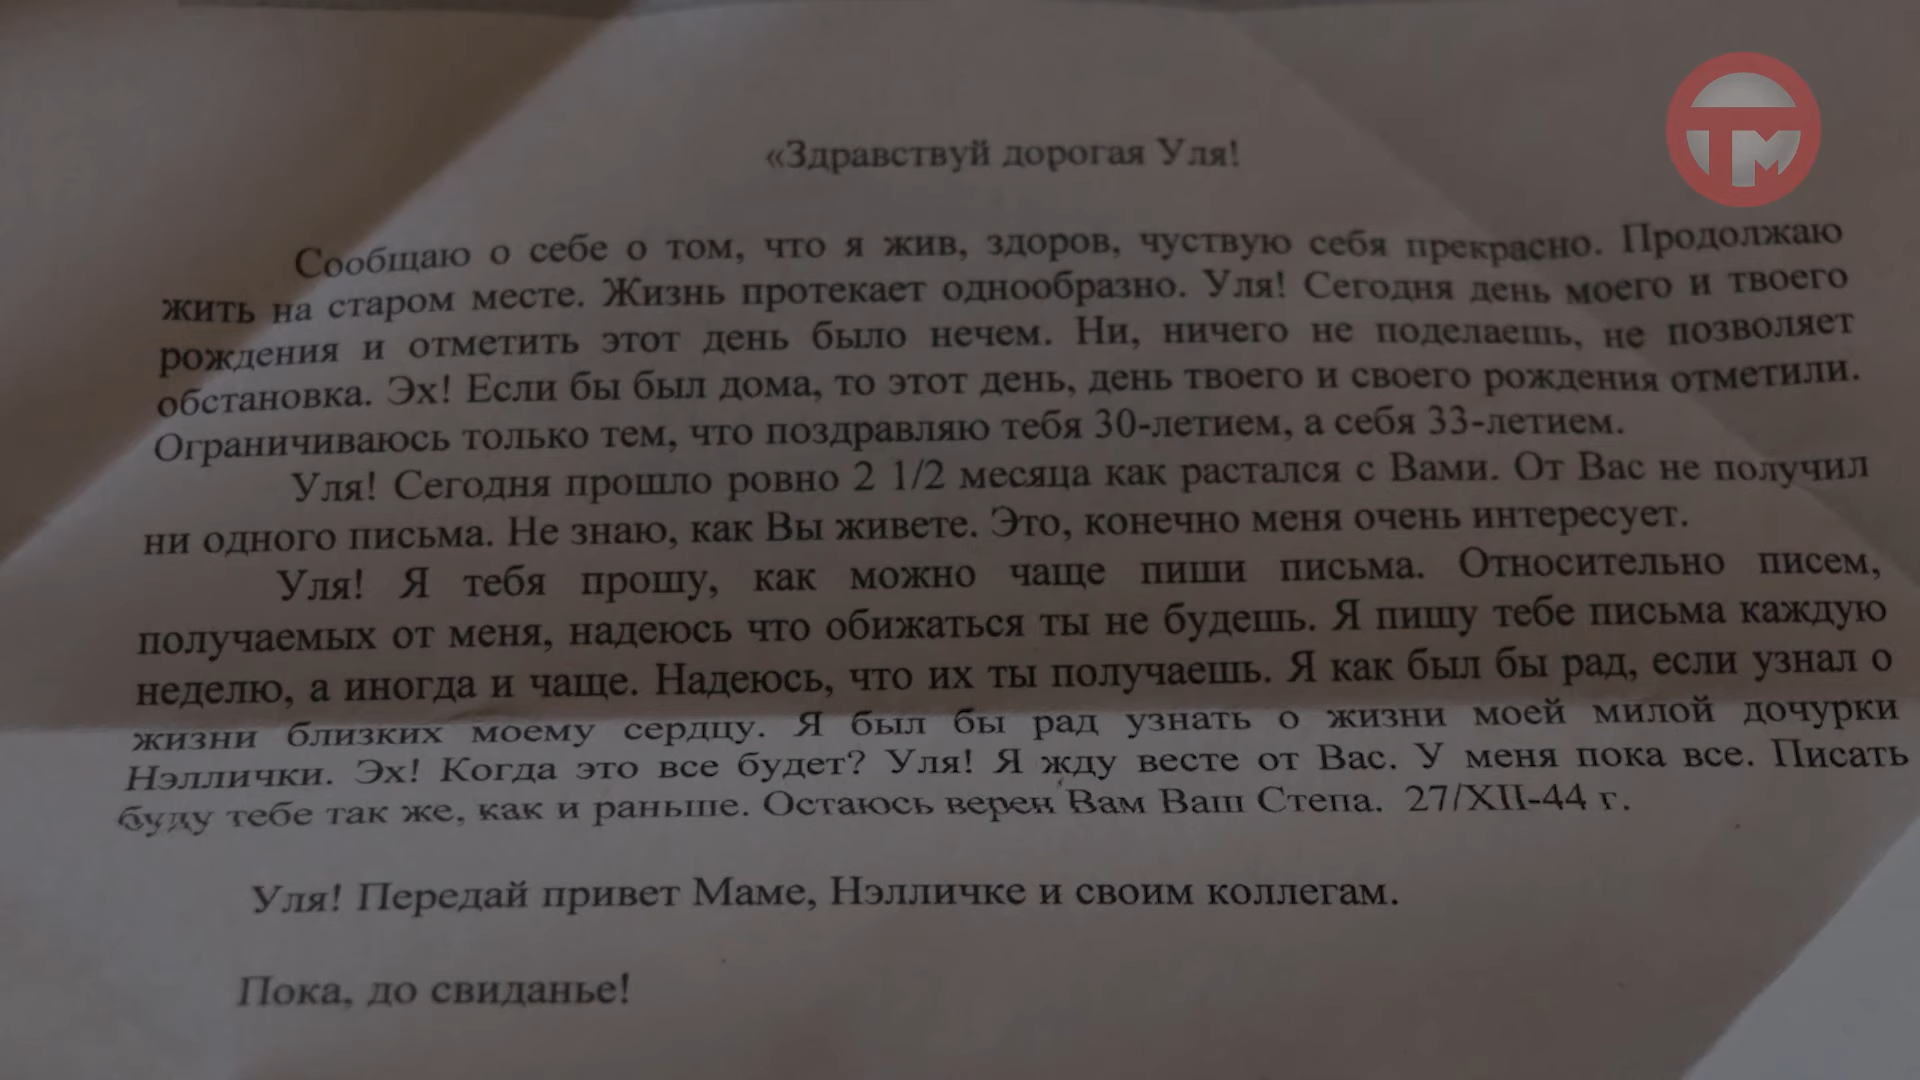 «Здравствуй дорогая Уля!
Сообщаю о себе о том, что я жив, здоров, чуствую себя прекрасно. Продолжаю
жить на старом месте. Жизнь протекает однообразно. Уля! Сегодня день моего и твоего
рождения и отметить этот день было нечем. Ни, ничего не поделаешь, не позволяет
обстановка. Эх! Если бы был дома, то этот день, день твоего и своего рождения отметили.
Ограничиваюсь только тем, что поздравляю тебя 30-летием, а себя 33-летием.
Уля! Сегодня прошло ровно 2 1/2 месяца как растался с Вами. От Вас не получил
ни одного письма. Не знаю, как Вы живете. Это, конечно меня очень интересует.
Уля! Я тебя прошу, как можно чаще пиши письма. Относительно писем,
получаемых от меня, надеюсь что обижаться ты не будешь. Я пишу тебе письма каждую
неделю, а иногда и чаще. Надеюсь, что их ты получаешь. Я как был бы рад, если узнал о
жизни близких моему сердцу. Я был бы рад узнать о жизни моей милой дочурки
Нэллички. Эх! Когда это все будет? Уля! Я жду весте от Вас. У меня пока все. Писать
буду тебе так же, как и раньше. Остаюсь верен Вам Ваш Степа. 27/XII-44 г.
Уля! Передай привет Маме, Нэлличке и своим коллегам.
Пока, до свиданье!
ТМ